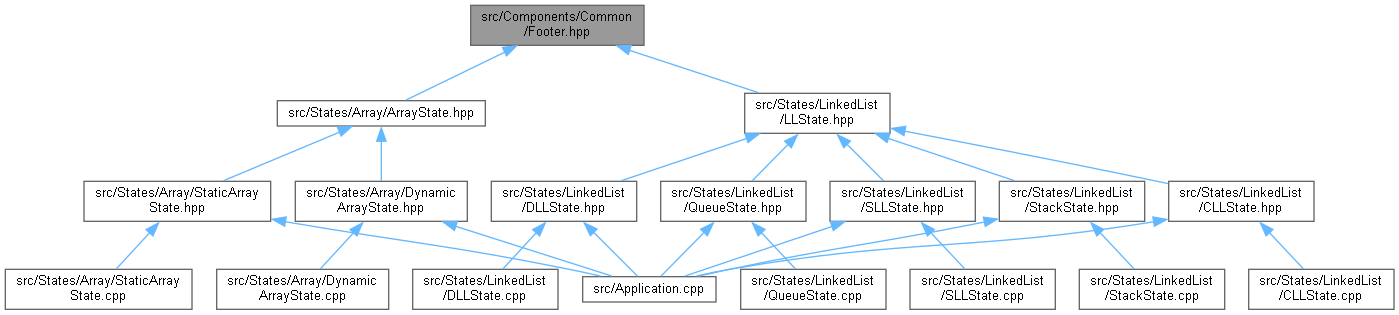 src/Components/Common
/Footer.hpp
src/States/Array/ArrayState.hpp
src/States/LinkedList
/LLState.hpp
src/States/Array/StaticArray
State.hpp
src/States/Array/Dynamic
ArrayState.hpp
src/States/LinkedList
/DLLState.hpp
src/States/LinkedList
/QueueState.hpp
src/States/LinkedList
/SLLState.hpp
src/States/LinkedList
/StackState.hpp
src/States/LinkedList
/CLLState.hpp
src/States/Array/StaticArray
State.cpp
src/States/Array/Dynamic
ArrayState.cpp
src/States/LinkedList
/DLLState.cpp
src/Application.cpp
src/States/LinkedList
/QueueState.cpp
src/States/LinkedList
/SLLState.cpp
src/States/LinkedList
/StackState.cpp
src/States/LinkedList
/CLLState.cpp